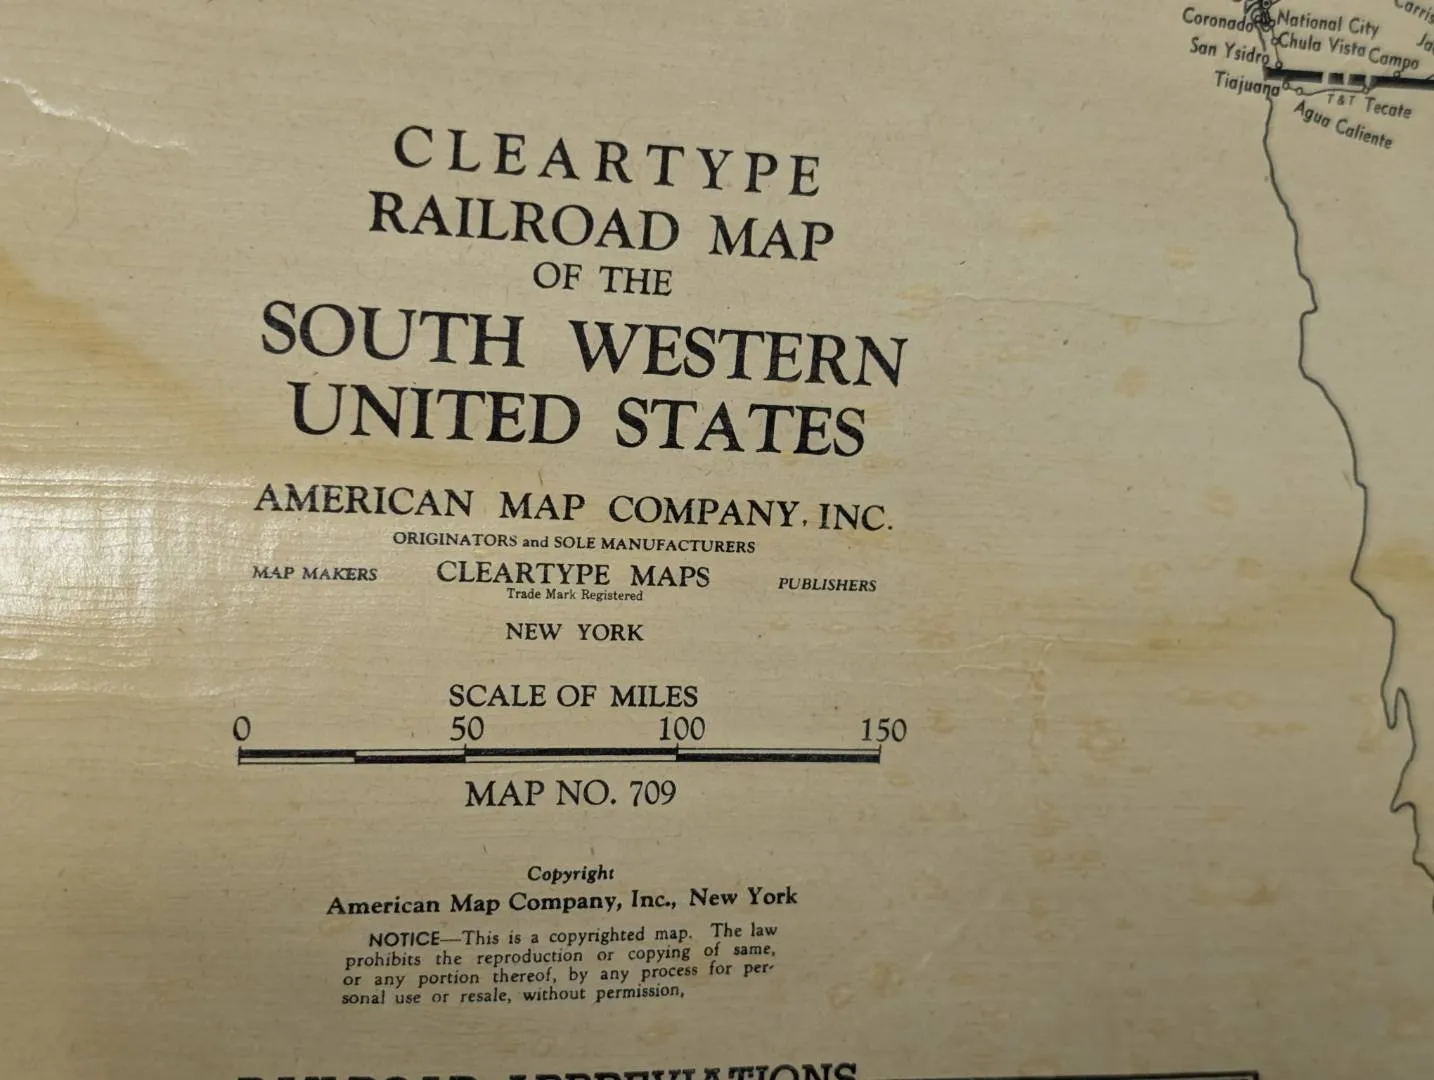 Coronado
National City
Chula Vista
Campo
San Ysidro
Tiajuana
T&T
Tecate
Agua Caliente
CLEARTYPE
RAILROAD MAP
OF THE
SOUTH WESTERN
UNITED STATES
AMERICAN MAP COMPANY, INC.
ORIGINATORS and SOLE MANUFACTURERS
MAP MAKERS CLEARTYPE MAPS PUBLISHERS
Trade Mark Registered
NEW YORK
SCALE OF MILES
0 50 100 150
MAP NO. 709
Copyright
American Map Company, Inc., New York
NOTICE—This is a copyrighted map. The law
prohibits the reproduction or copying of same,
or any portion thereof, by any process for per-
sonal use or resale, without permission,
RAILROAD ABBREVIATIONS